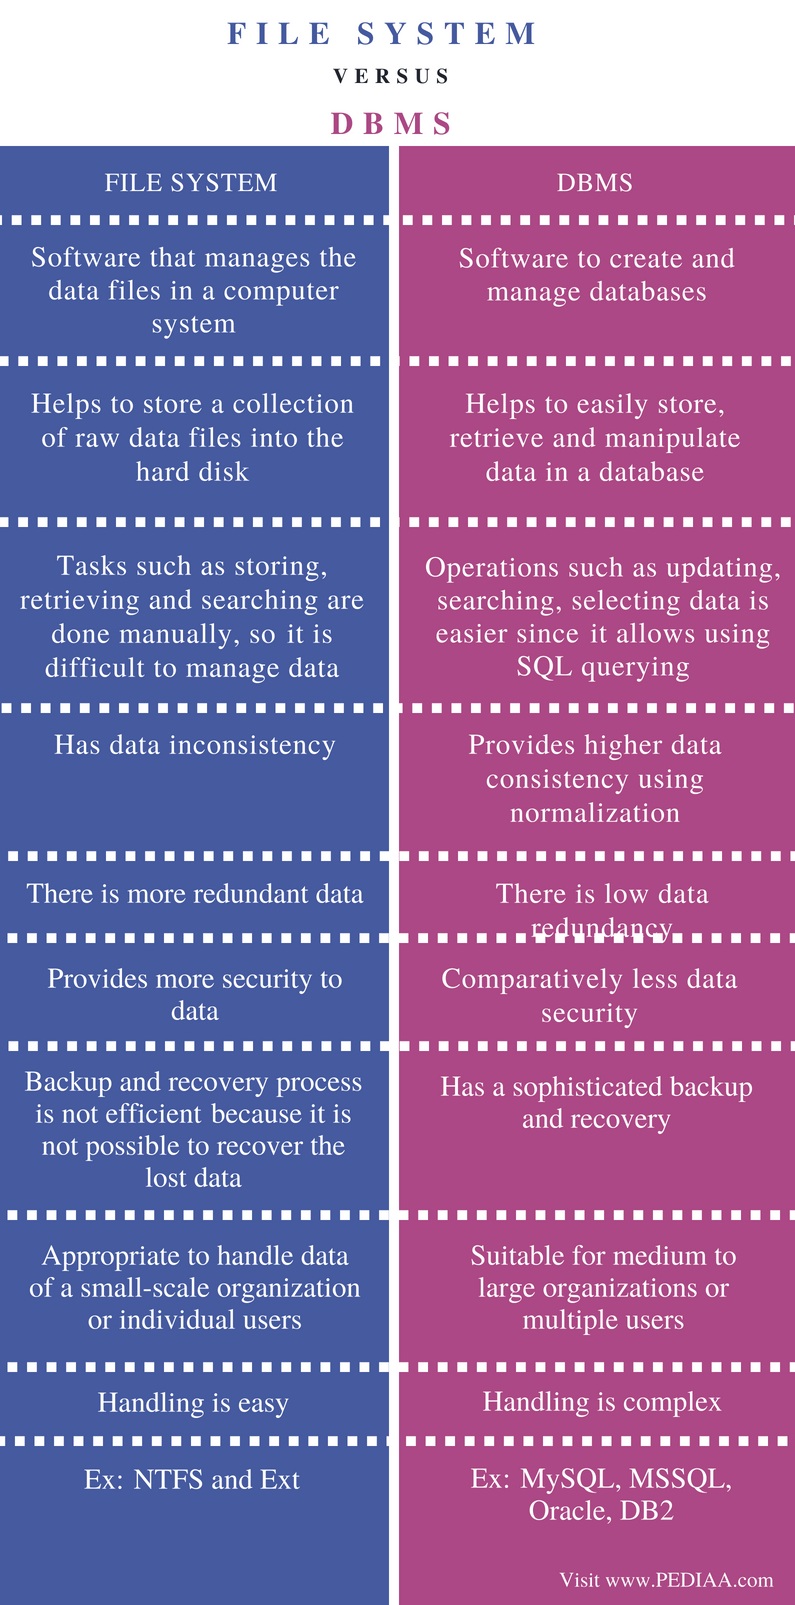 FILE SYSTEM
VERSUS
DBMS
FILE SYSTEM
Software that manages the
data files in a computer
system
Helps to store a collection
of raw data files into the
hard disk
Tasks such as storing,
retrieving and searching are
done manually, so it is
difficult to manage data
Has data inconsistency
There is more redundant data
Provides more security to
data
Backup and recovery process
is not efficient because it is
not possible to recover the
lost data
Appropriate to handle data
of a small-scale organization
or individual users
Handling is easy
Ex: NTFS and Ext
DBMS
Software to create and
manage databases
Helps to easily store,
retrieve and manipulate
data in a database
Operations such as updating,
searching, selecting data is
easier since it allows using
SQL querying
Provides higher data
consistency using
normalization
There is low data
redundancy
Comparatively less data
security
Has a sophisticated backup
and recovery
Suitable for medium to
large organizations or
multiple users
Handling is complex
Ex: MySQL, MSSQL,
Oracle, DB2
Visit www.PEDIAA.com